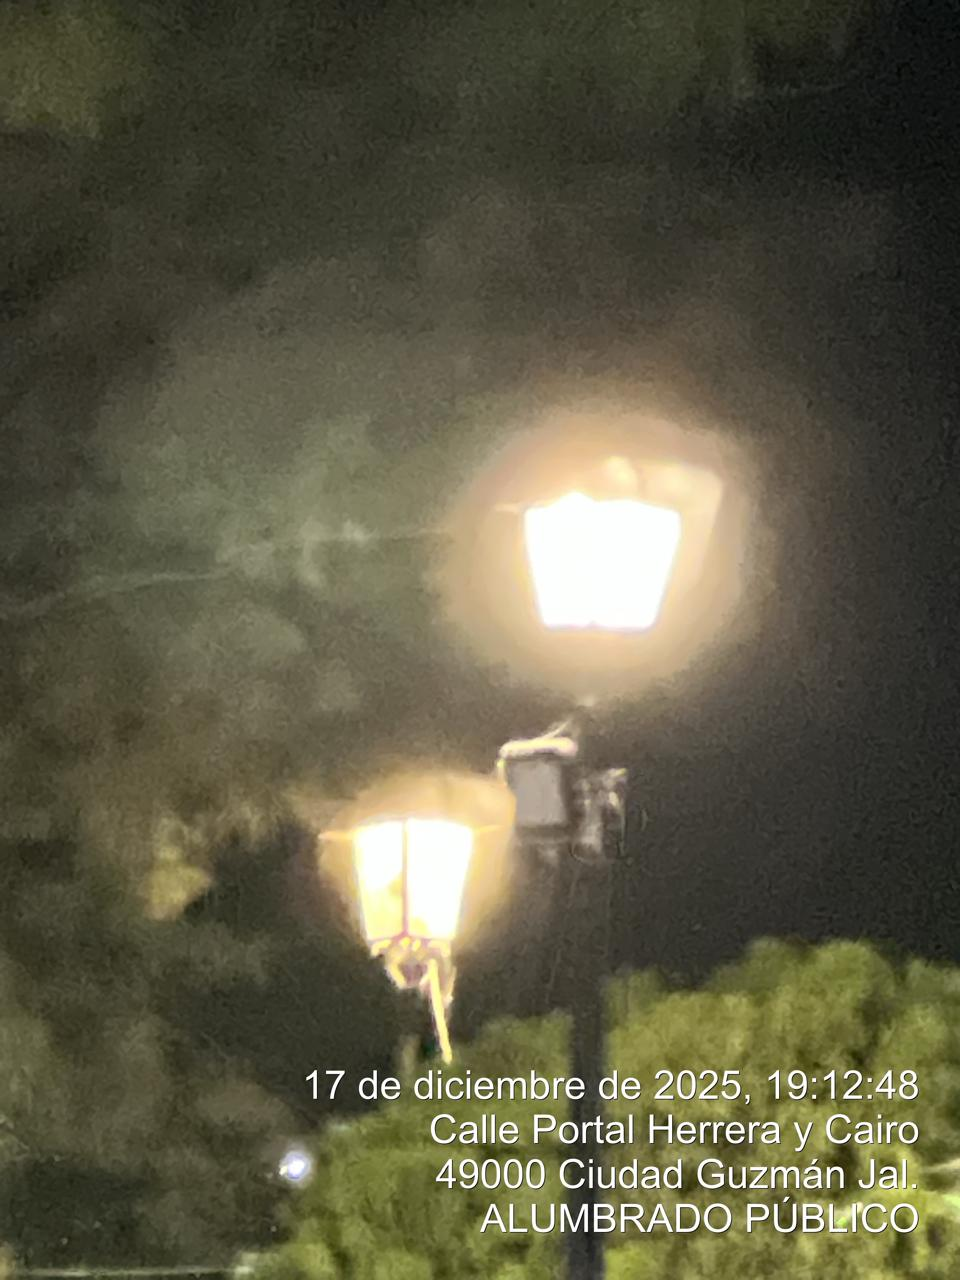 17 de diciembre de 2025, 19:12:48
Calle Portal Herrera y Cairo
49000 Ciudad Guzmán Jal.
ALUMBRADO PÚBLICO